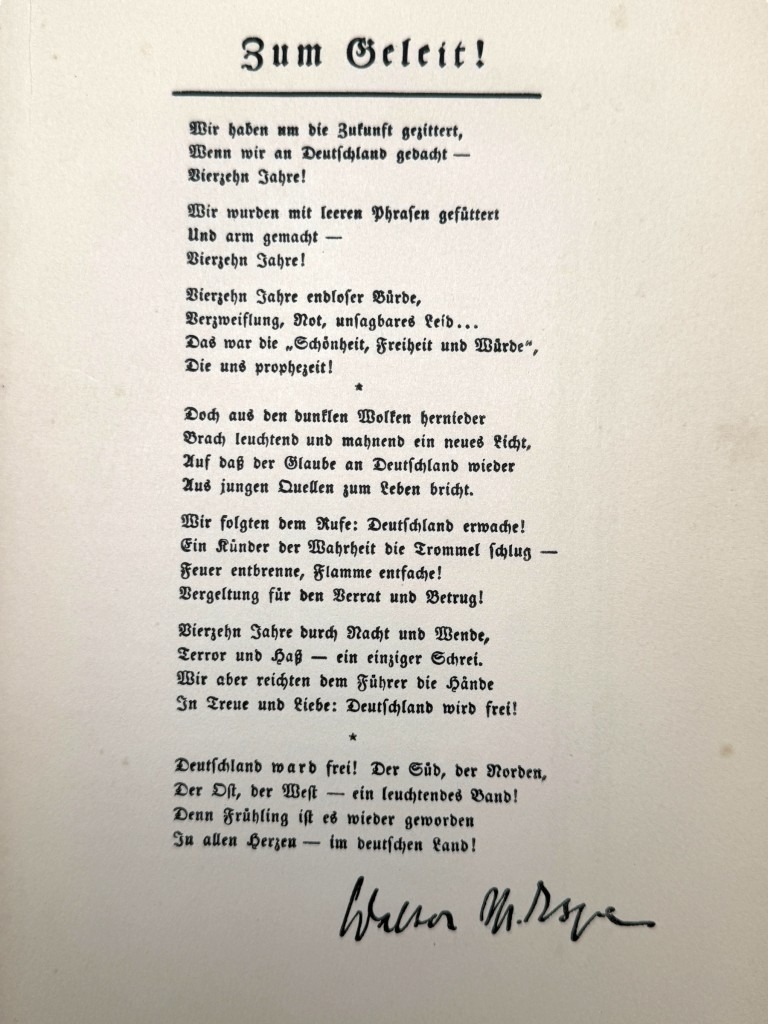 Zum Geleit!
Wir haben um die Zukunft gezittert,
Wenn wir an Deutschland gedacht —
Vierzehn Jahre!
Wir wurden mit leeren Phrasen gefüttert
Und arm gemacht —
Vierzehn Jahre!
Vierzehn Jahre endloser Bürde,
Verzweiflung, Not, unsagbares Leid...
Das war die „Schönheit, Freiheit und Würde“,
Die uns prophezeit!
*
Doch aus den dunklen Wolken hernieder
Brach leuchtend und mahnend ein neues Licht,
Auf daß der Glaube an Deutschland wieder
Aus jungen Quellen zum Leben bricht.
Wir folgten dem Rufe: Deutschland erwache!
Ein Künder der Wahrheit die Trommel schlug —
Feuer entbrenne, Flamme entfache!
Vergeltung für den Verrat und Betrug!
Vierzehn Jahre durch Nacht und Wende,
Terror und Haß — ein einziger Schrei.
Wir aber reichten dem Führer die Hände
In Treue und Liebe: Deutschland wird frei!
*
Deutschland ward frei! Der Süd, der Norden,
Der Ost, der West — ein leuchtendes Band!
Denn Frühling ist es wieder geworden
In allen Herzen — im deutschen Land!
Walter M. Espe